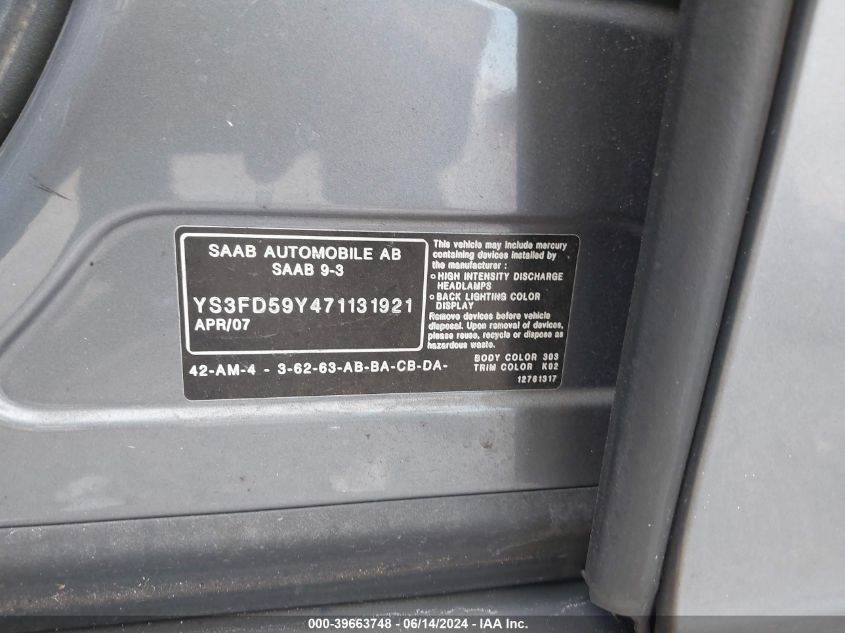 SAAB AUTOMOBILE AB
SAAB 9-3
YS3FD59Y471131921
APR/07
This vehicle may include mercury
containing devices installed by
the manufacturer :
o HIGH INTENSITY DISCHARGE
HEADLAMPS
o BACK LIGHTING COLOR
DISPLAY
Remove devices before vehicle
disposal. Upon removal of devices,
please reuse, recycle or dispose as
hazardous waste.
42-AM-4 - 3-62-63-AB-BA-CB-DA-
BODY COLOR 303
TRIM COLOR K02
12761317
000-39663748 - 06/14/2024 - IAA Inc.